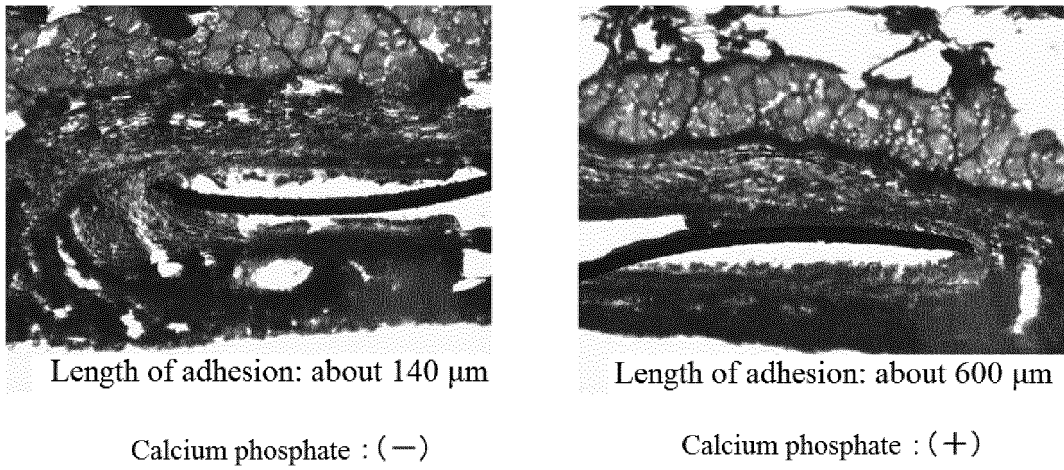 Length of adhesion: about 140 μm
Length of adhesion: about 600 μm
Calcium phosphate : (－)
Calcium phosphate : (＋)